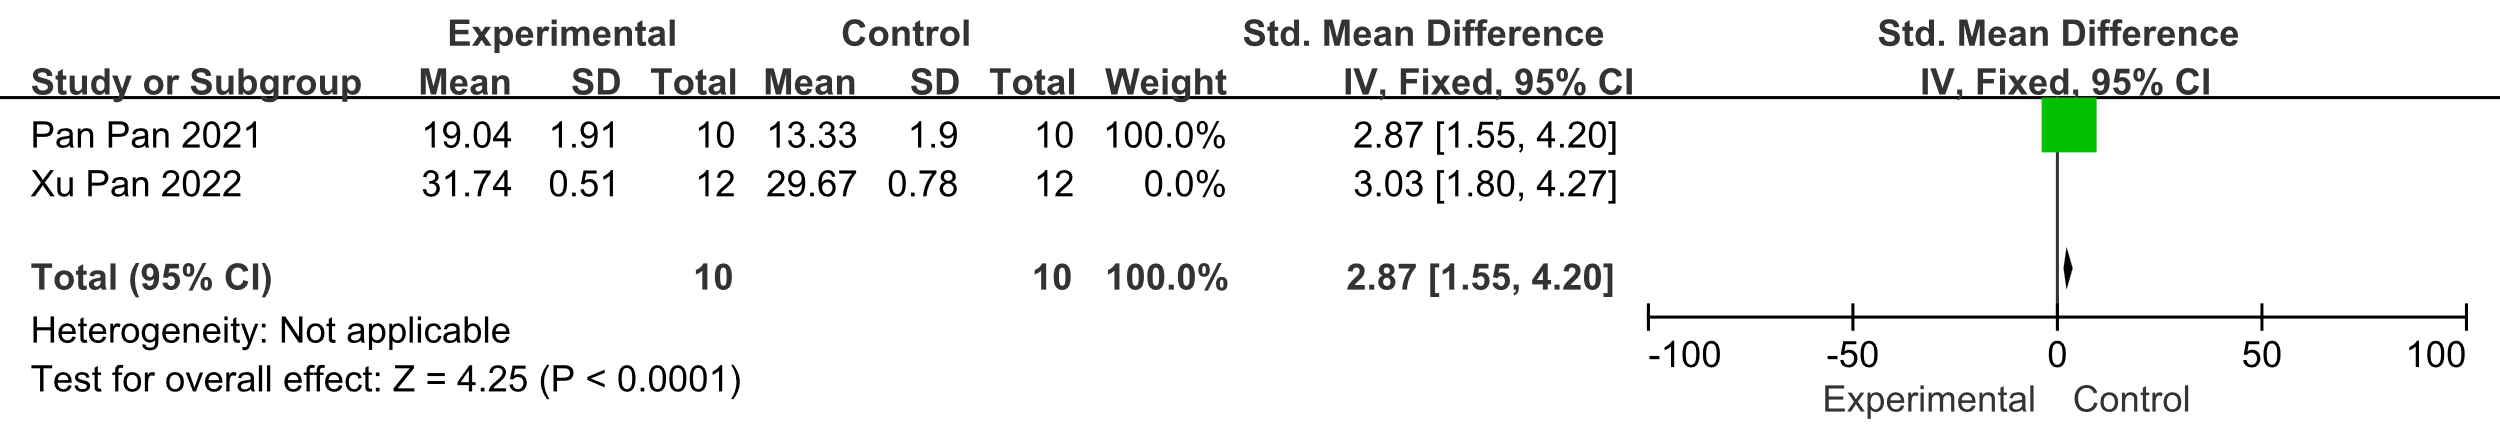 Experimental Control Std. Mean Difference Std. Mean Difference
Study or Subgroup Mean SD Total Mean SD Total Weight IV, Fixed, 95% CI IV, Fixed, 95% CI
Pan Pan 2021 19.04 1.91 10 13.33 1.9 10 100.0% 2.87 [1.55, 4.20]
Xu Pan 2022 31.74 0.51 12 29.67 0.78 12 0.0% 3.03 [1.80, 4.27]
Total (95% CI) 10 10 100.0% 2.87 [1.55, 4.20]
Heterogeneity: Not applicable
Test for overall effect: Z = 4.25 (P < 0.0001)
-100 -50 0 50 100
Experimental Control